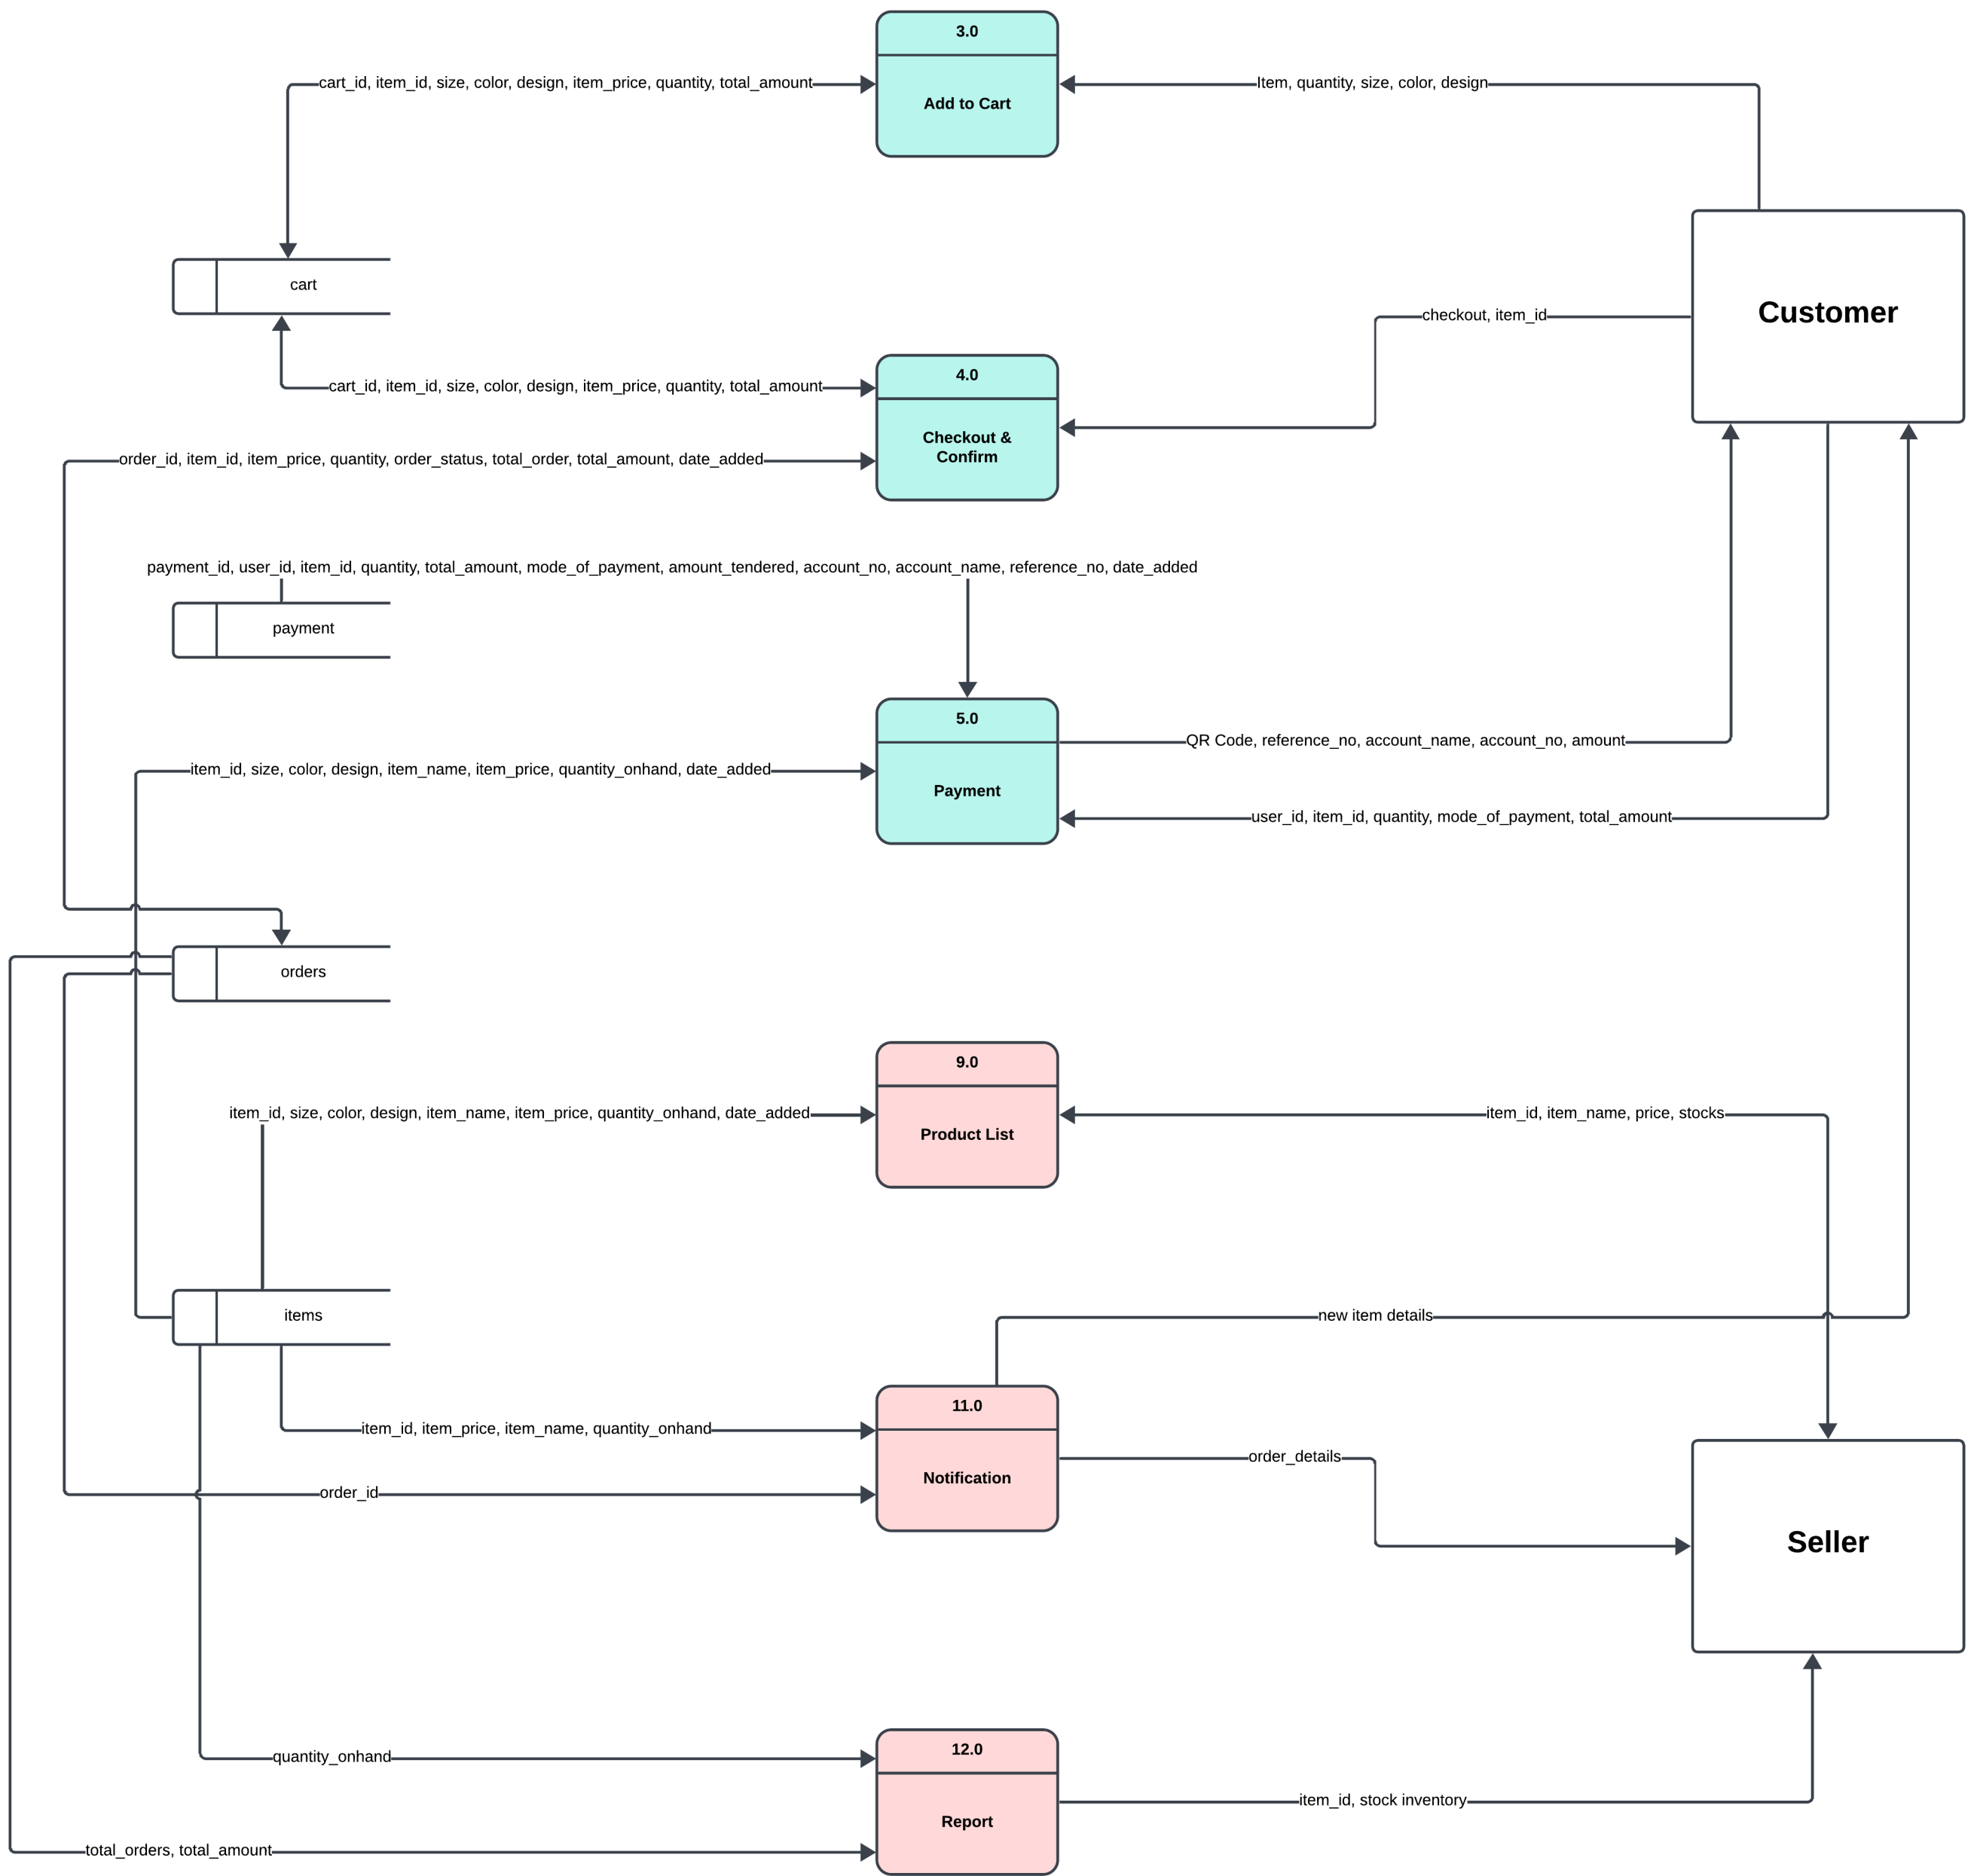 3.0
cart_id, item_id, size, color, design, item_price, quantity, total_amount
Item, quantity, size, color, design
Add to Cart
cart
Customer
checkout, item_id
4.0
cart_id, item_id, size, color, design, item_price, quantity, total_amount
Checkout &
Confirm
order_id, item_id, item_price, quantity, order_status, total_order, total_amount, date_added
payment_id, user_id, item_id, quantity, total_amount, mode_of_payment, amount_tendered, account_no, account_name, reference_no, date_added
payment
5.0
QR Code, reference_no, account_name, account_no, amount
item_id, size, color, design, item_name, item_price, quantity_onhand, date_added
Payment
user_id, item_id, quantity, mode_of_payment, total_amount
orders
9.0
item_id, size, color, design, item_name, item_price, quantity_onhand, date_added
item_id, item_name, price, stocks
Product List
items
new item details
11.0
item_id, item_price, item_name, quantity_onhand
order_details
Notification
order_id
Seller
12.0
quantity_onhand
item_id, stock inventory
Report
total_orders, total_amount